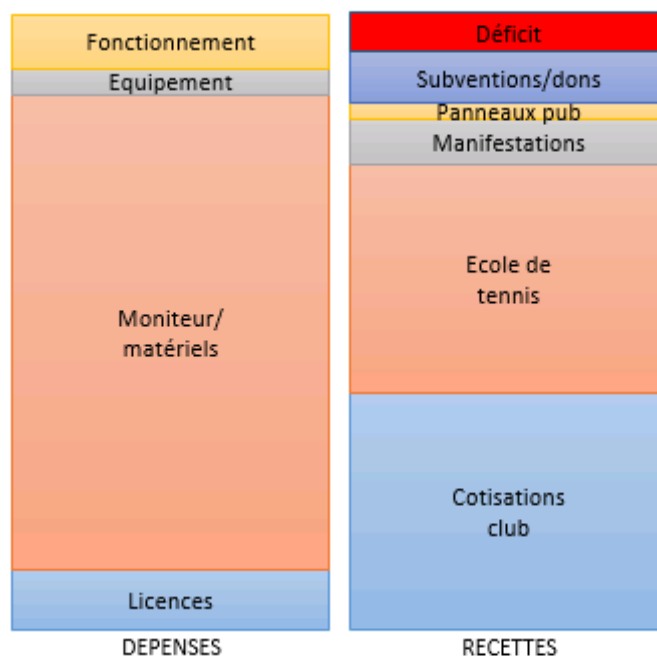 Fonctionnement
Equipement
Moniteur/
matériels
Licences
DEPENSES
Déficit
Subventions/dons
Panneaux pub
Manifestations
Ecole de
tennis
Cotisations
club
RECETTES